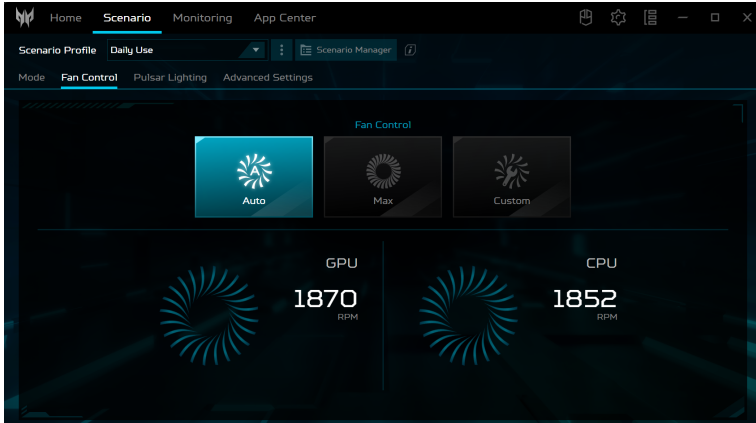 Home Scenario Monitoring App Center
Scenario Profile Daily Use Scenario Manager i
Mode Fan Control Pulsar Lighting Advanced Settings
Fan Control
A
Auto Max Custom
GPU
1870
RPM
CPU
1852
RPM